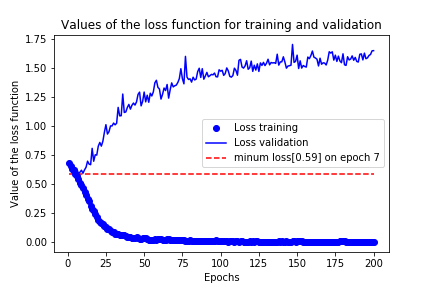 Values of the loss function for training and validation
Value of the loss function
1.75
1.50
1.25
1.00
0.75
0.50
0.25
0.00
Loss training
Loss validation
minum loss[0.59] on epoch 7
0 25 50 75 100 125 150 175 200
Epochs